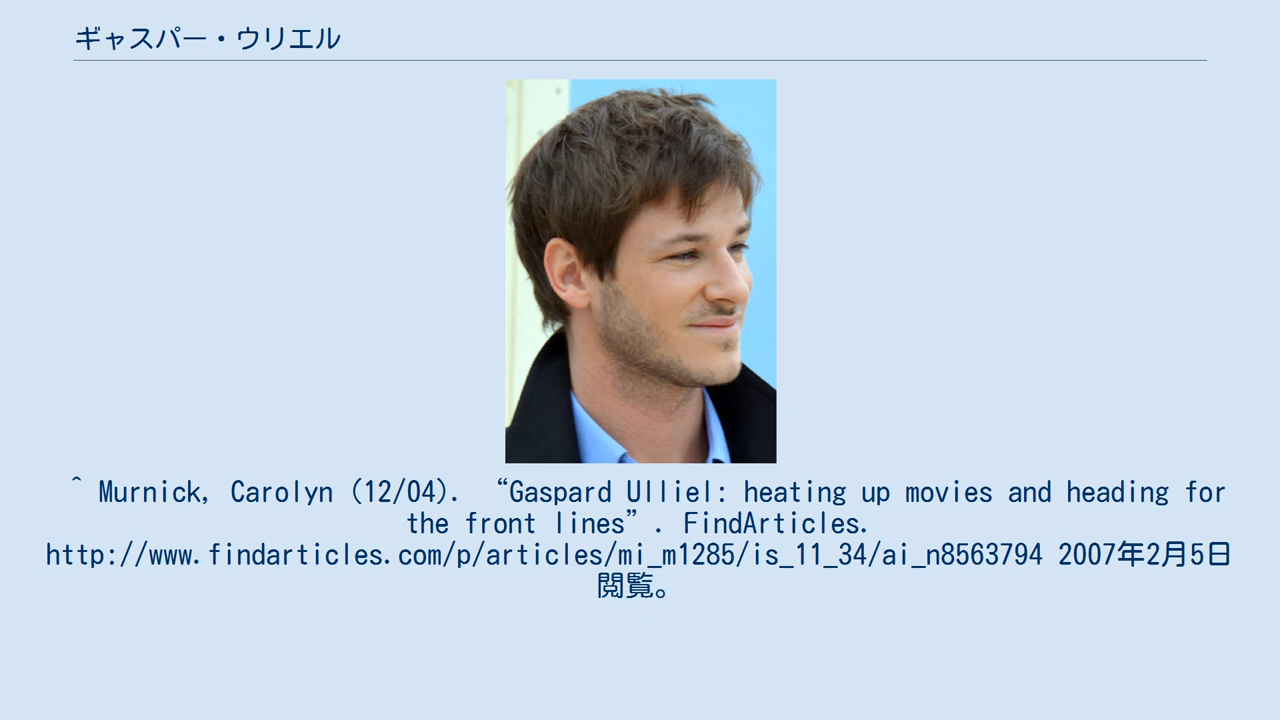 ギャスパー・ウリエル
^ Murnick, Carolyn (12/04). “Gaspard Ulliel: heating up movies and heading for
the front lines”. FindArticles.
http://www.findarticles.com/p/articles/mi_m1285/is_11_34/ai_n8563794 2007年2月5日
閲覧。